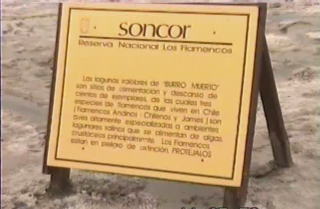 soncor
Reserva Nacional Los Flamencos
Las lagunas salobres de "BURRO MUERTO"
son sitios de alimentación y descanso de
cientos de ejemplares, de las cuales tres
especies de flamencos que viven en Chile
(Flamencos Andino, Chileno y James) son
aves altamente especializadas a ambientes
lagunares salinos que se alimentan de algas,
crustáceos principalmente. Los Flamencos
están en peligro de extinción, PROTEJALOS